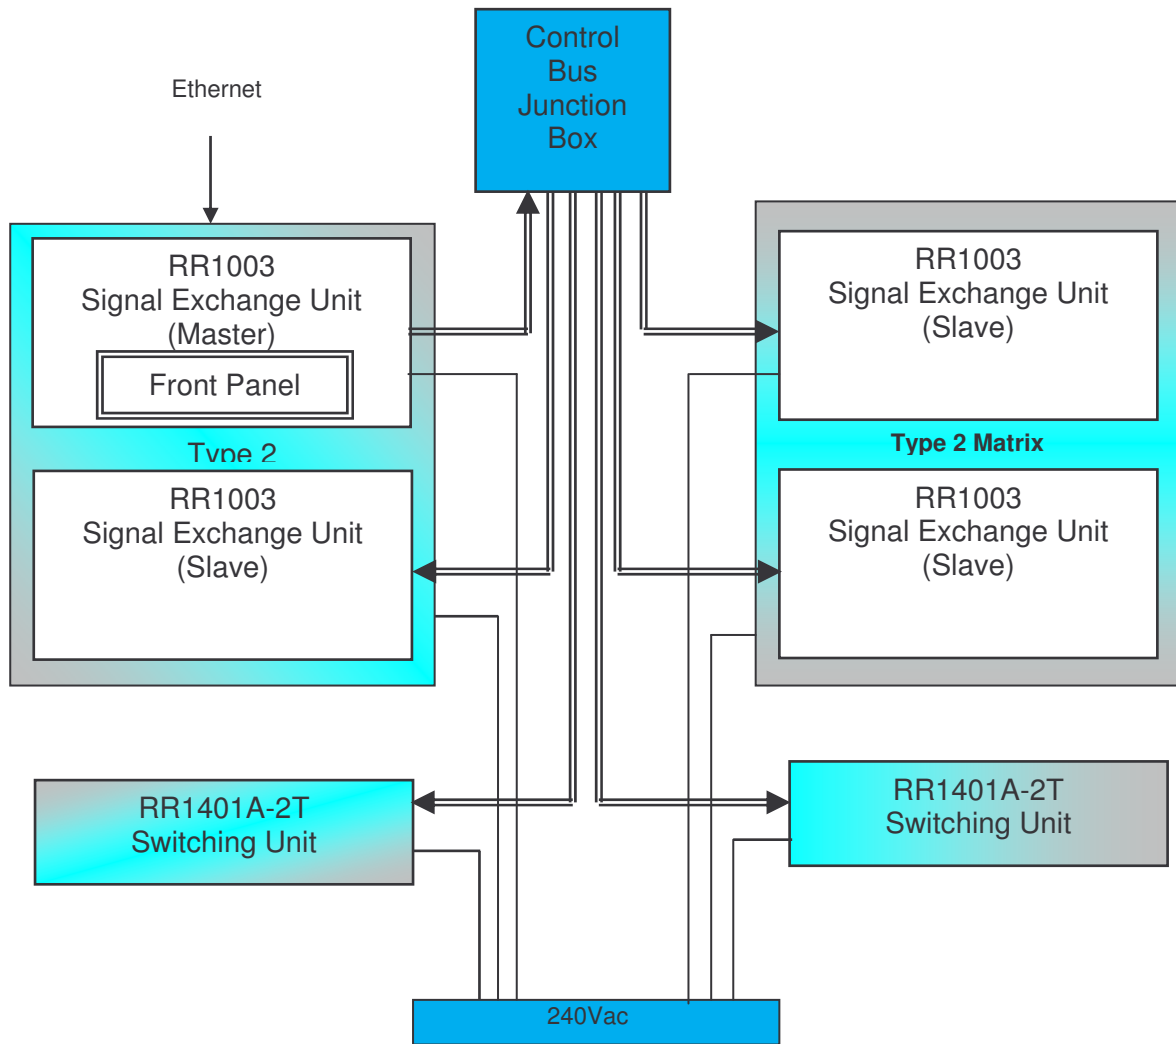 Control
Bus
Junction
Box
Ethernet
RR1003
Signal Exchange Unit
(Master)
Front Panel
Type 2
RR1003
Signal Exchange Unit
(Slave)
RR1003
Signal Exchange Unit
(Slave)
Type 2 Matrix
RR1003
Signal Exchange Unit
(Slave)
RR1401A-2T
Switching Unit
RR1401A-2T
Switching Unit
240Vac